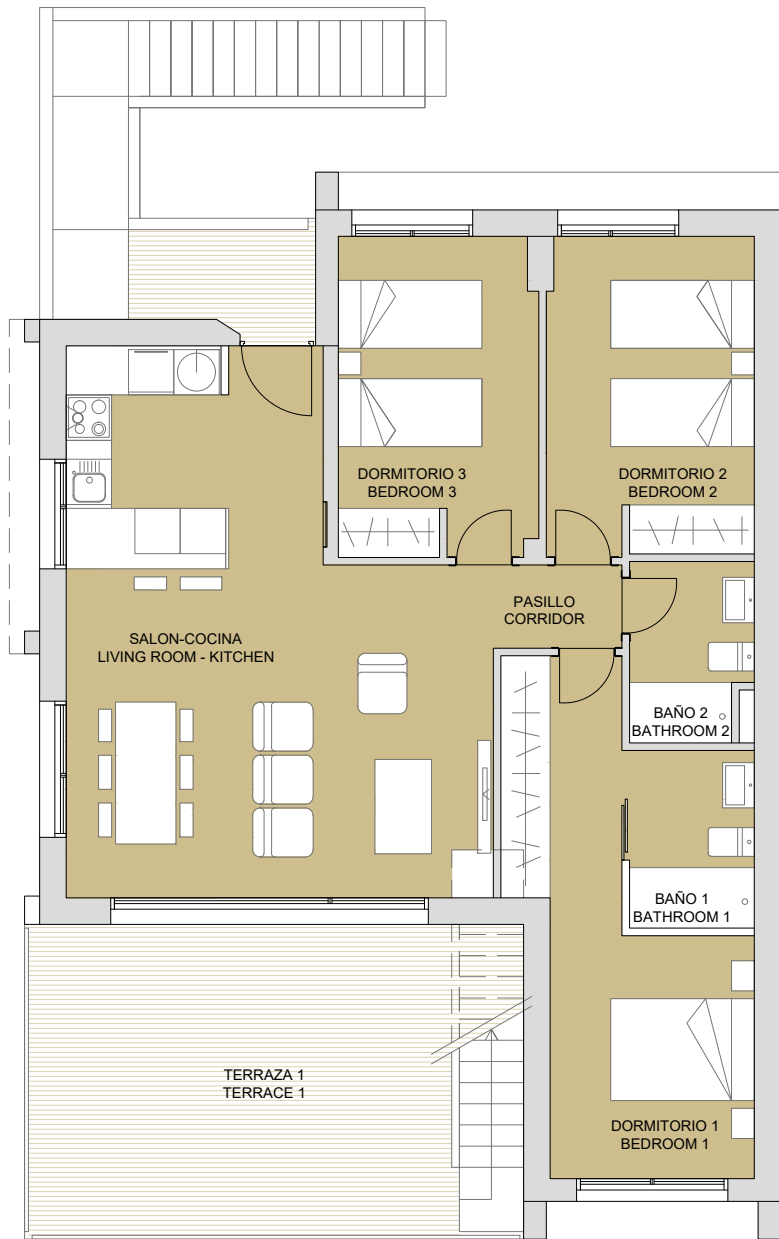 DORMITORIO 3
BEDROOM 3
DORMITORIO 2
BEDROOM 2
PASILLO
CORRIDOR
SALON-COCINA
LIVING ROOM - KITCHEN
BAÑO 2
BATHROOM 2
BAÑO 1
BATHROOM 1
TERRAZA 1
TERRACE 1
DORMITORIO 1
BEDROOM 1